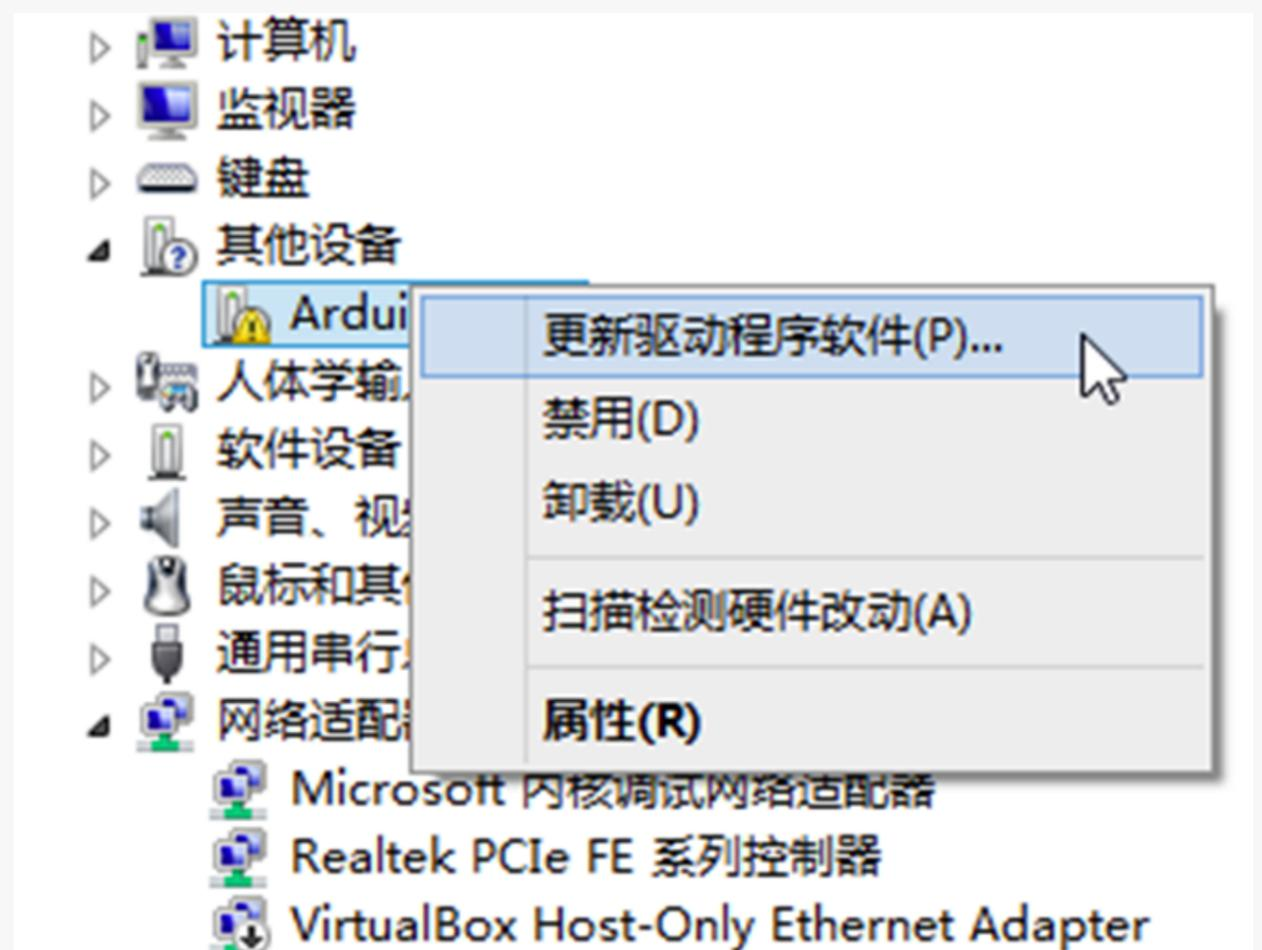 计算机
监视器
键盘
其他设备
Ardui
更新驱动程序软件(P)...
禁用(D)
卸载(U)
扫描检测硬件改动(A)
属性(R)
人体学输
软件设备
声音、视
鼠标和其
通用串行
网络适配
Microsoft 内核调试网络适配器
Realtek PCIe FE 系列控制器
VirtualBox Host-Only Ethernet Adapter